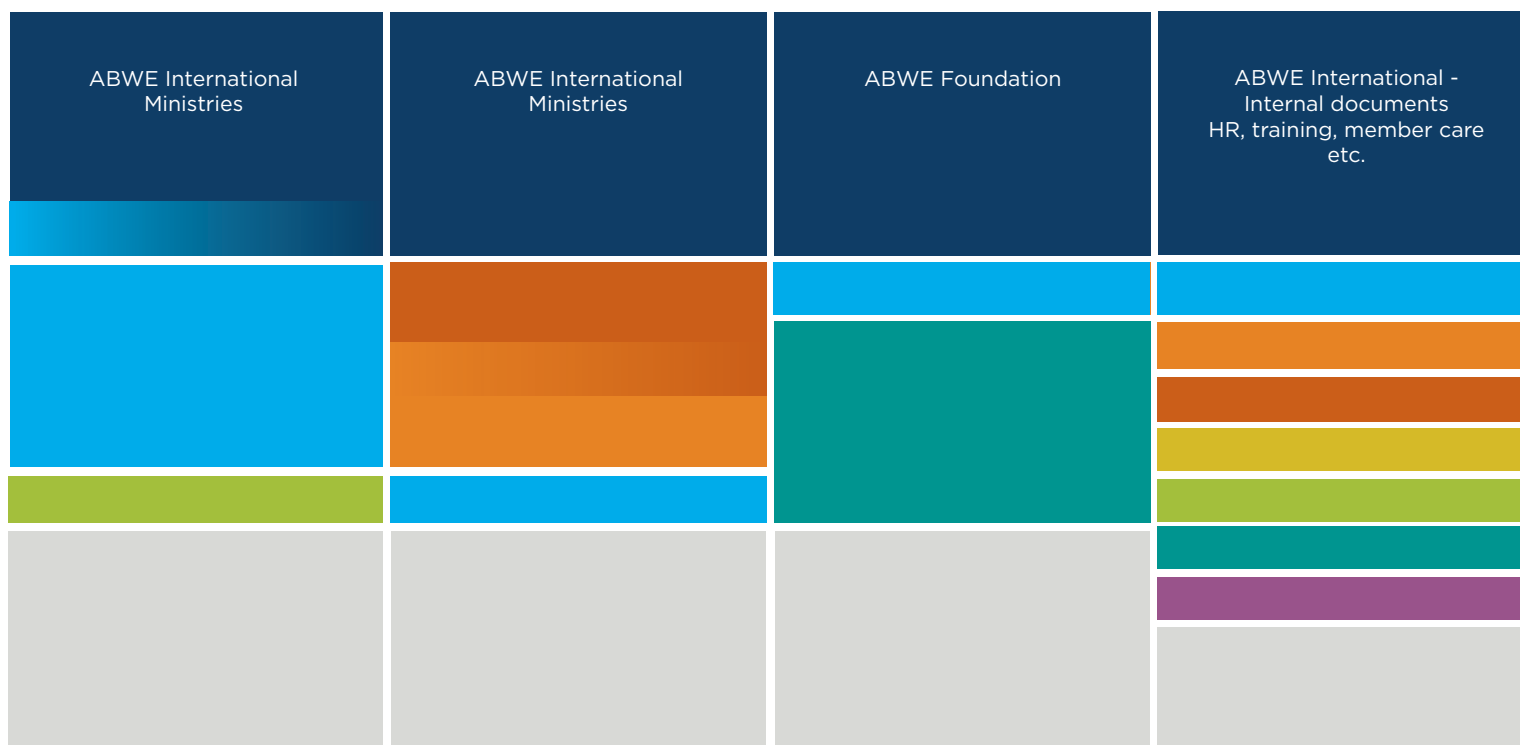 ABWE International
Ministries
ABWE International
Ministries
ABWE Foundation
ABWE International -
Internal documents
HR, training, member care
etc.